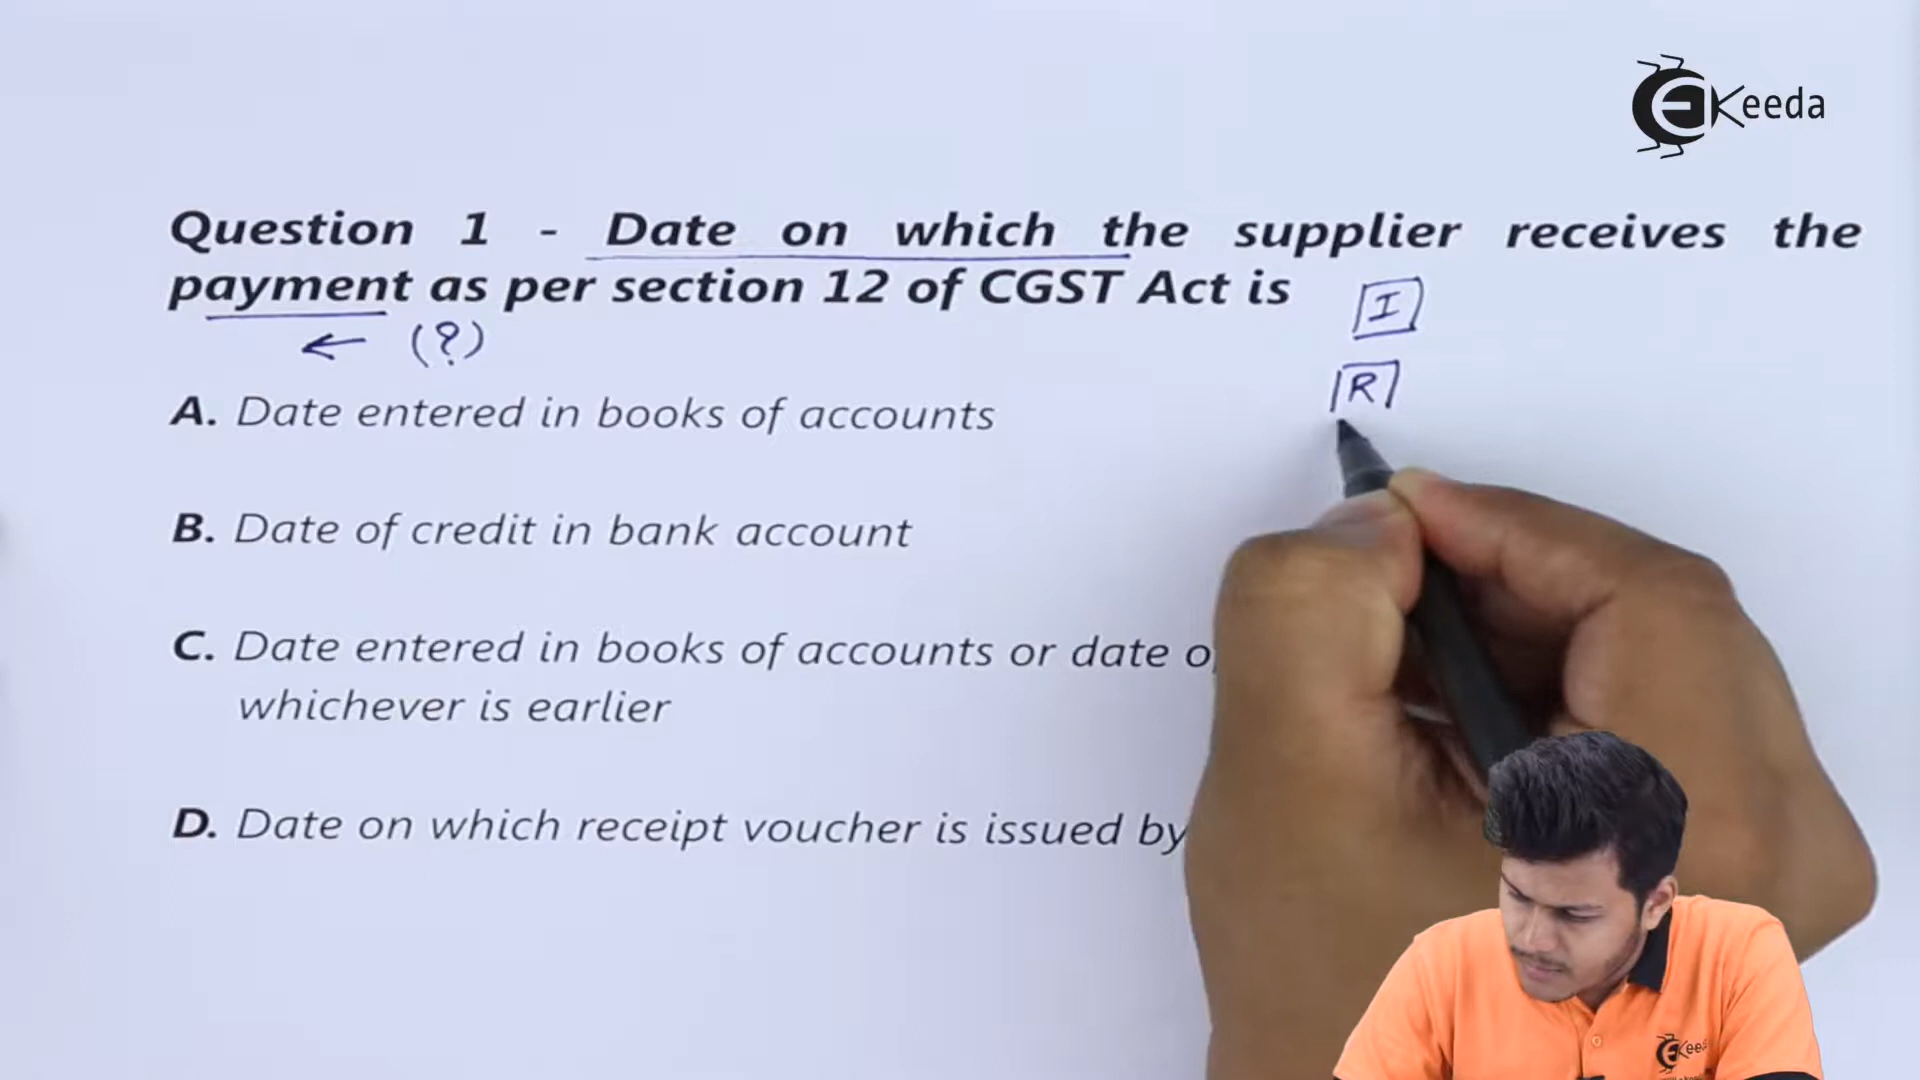 Keeda
Question 1 - Date on which the supplier receives the
payment as per section 12 of CGST Act is
I
← (?)
R
A. Date entered in books of accounts
B. Date of credit in bank account
C. Date entered in books of accounts or date
whichever is earlier
D. Date on which receipt voucher is issued by